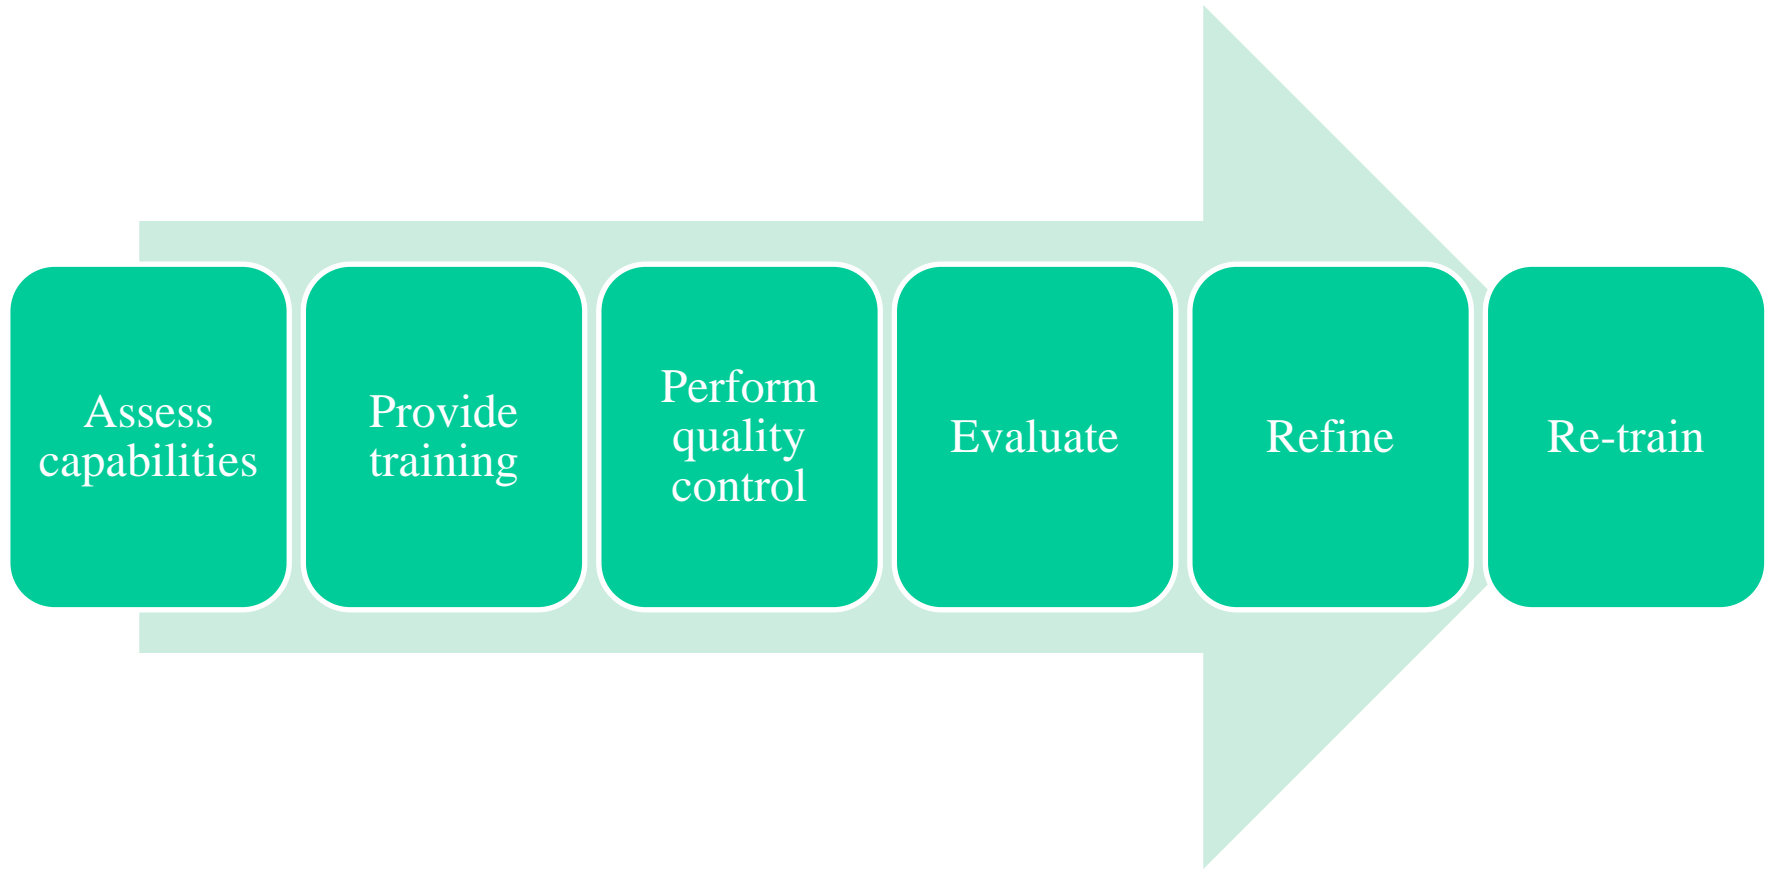 Assess
capabilities
Provide
training
Perform
quality
control
Evaluate
Refine
Re-train